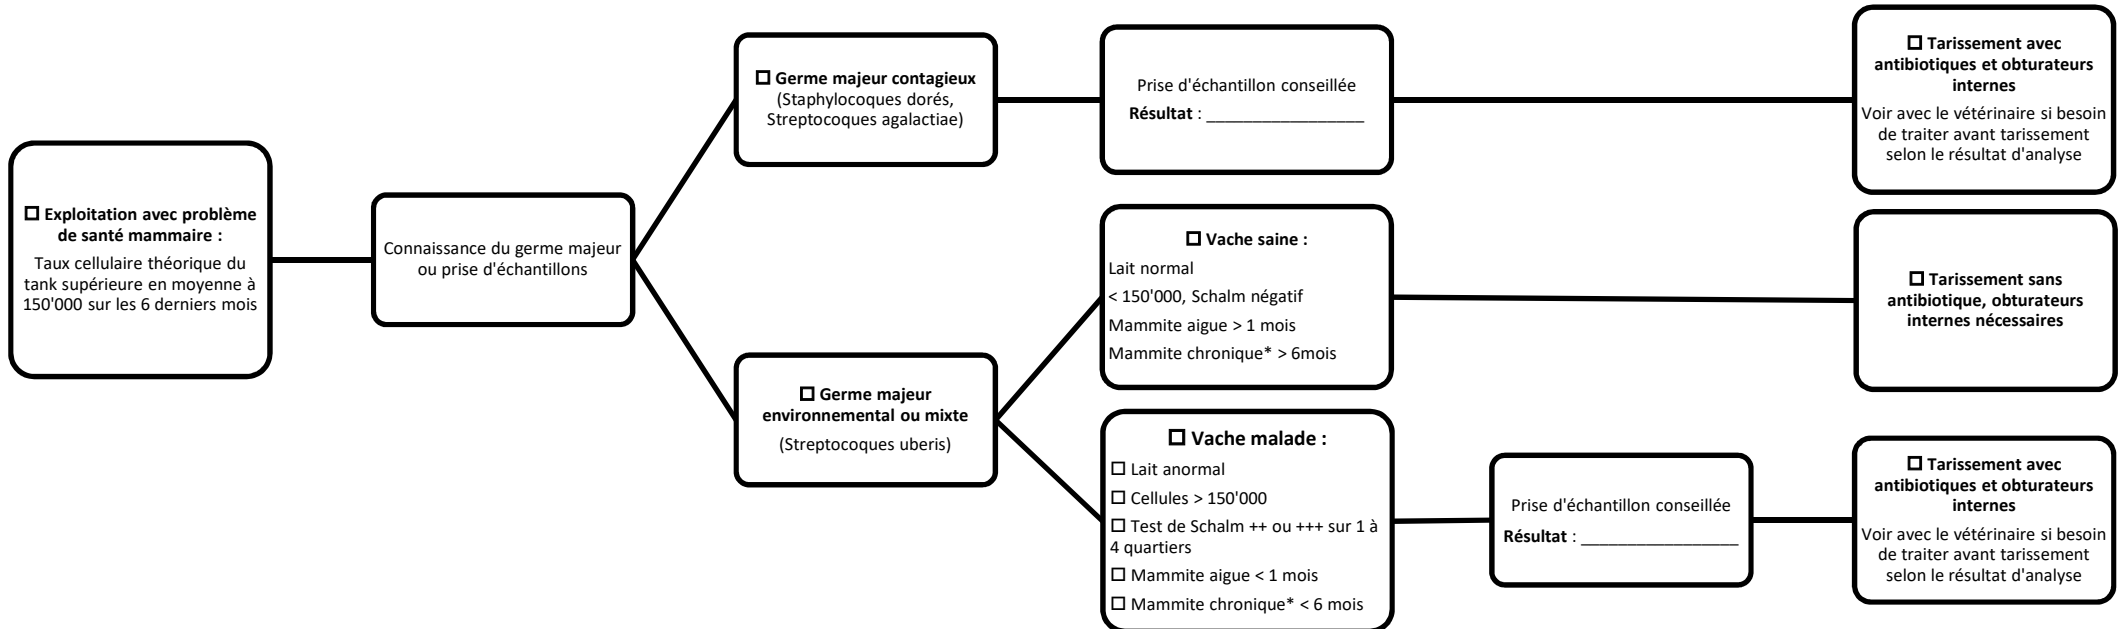 ☐ Exploitation avec problème
de santé mammaire :
Taux cellulaire théorique du
tank supérieure en moyenne à
150'000 sur les 6 derniers mois
Connaissance du germe majeur
ou prise d'échantillons
☐ Germe majeur contagieux
(Staphylocoques dorés,
Streptocoques agalactiae)
Prise d'échantillon conseillée
Résultat : _________________
☐ Tarissement avec
antibiotiques et obturateurs
internes
Voir avec le vétérinaire si besoin
de traiter avant tarissement
selon le résultat d'analyse
☐ Germe majeur
environnemental ou mixte
(Streptocoques uberis)
☐ Vache saine :
Lait normal
< 150'000, Schalm négatif
Mammite aigue > 1 mois
Mammite chronique* > 6mois
☐ Tarissement sans
antibiotique, obturateurs
internes nécessaires
☐ Vache malade :
☐ Lait anormal
☐ Cellules > 150'000
☐ Test de Schalm ++ ou +++ sur 1 à
4 quartiers
☐ Mammite aigue < 1 mois
☐ Mammite chronique* < 6 mois
Prise d'échantillon conseillée
Résultat : _________________
☐ Tarissement avec
antibiotiques et obturateurs
internes
Voir avec le vétérinaire si besoin
de traiter avant tarissement
selon le résultat d'analyse